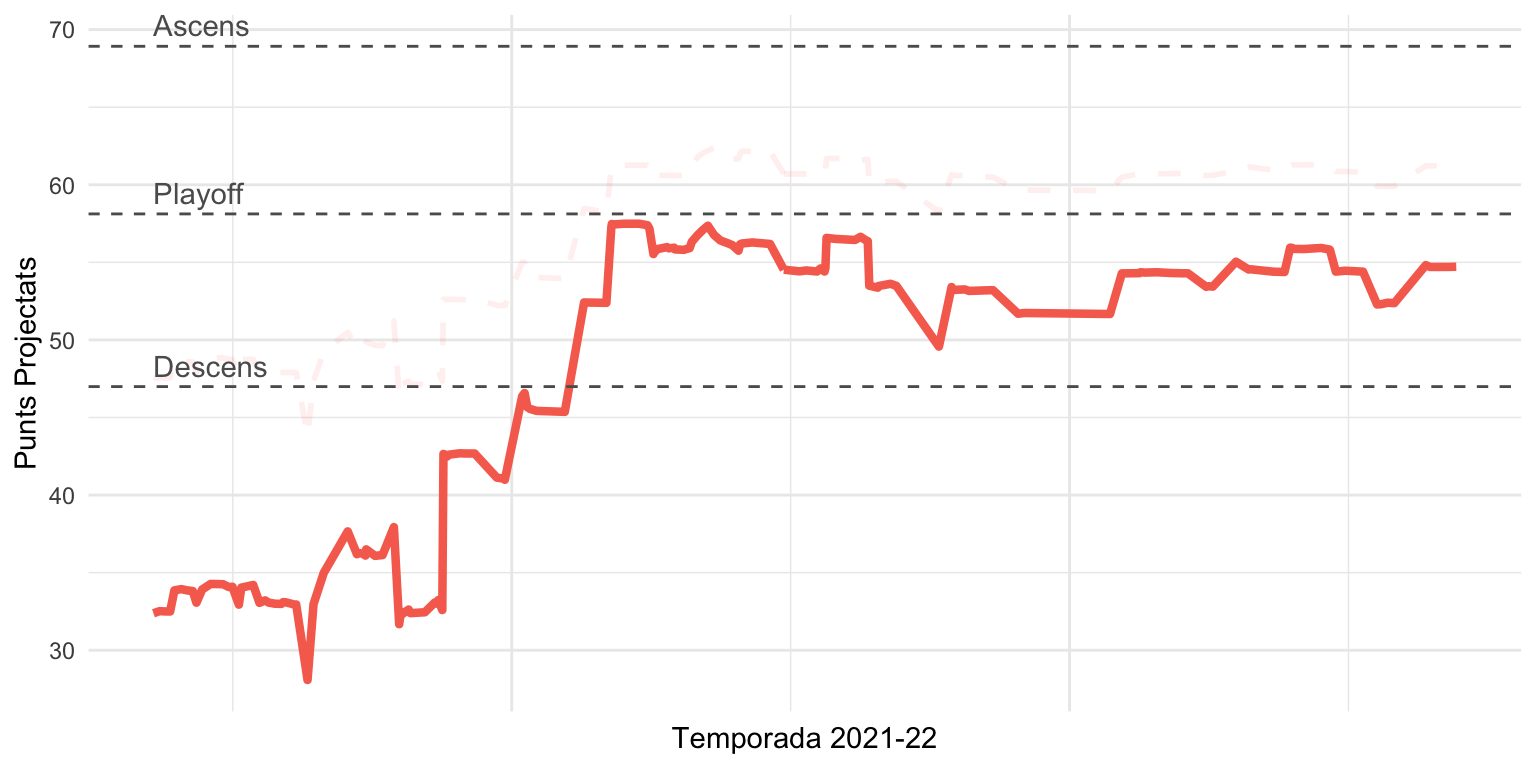 70
Ascens
60
Playoff
50
Descens
40
30
Punts Projectats
Temporada 2021-22